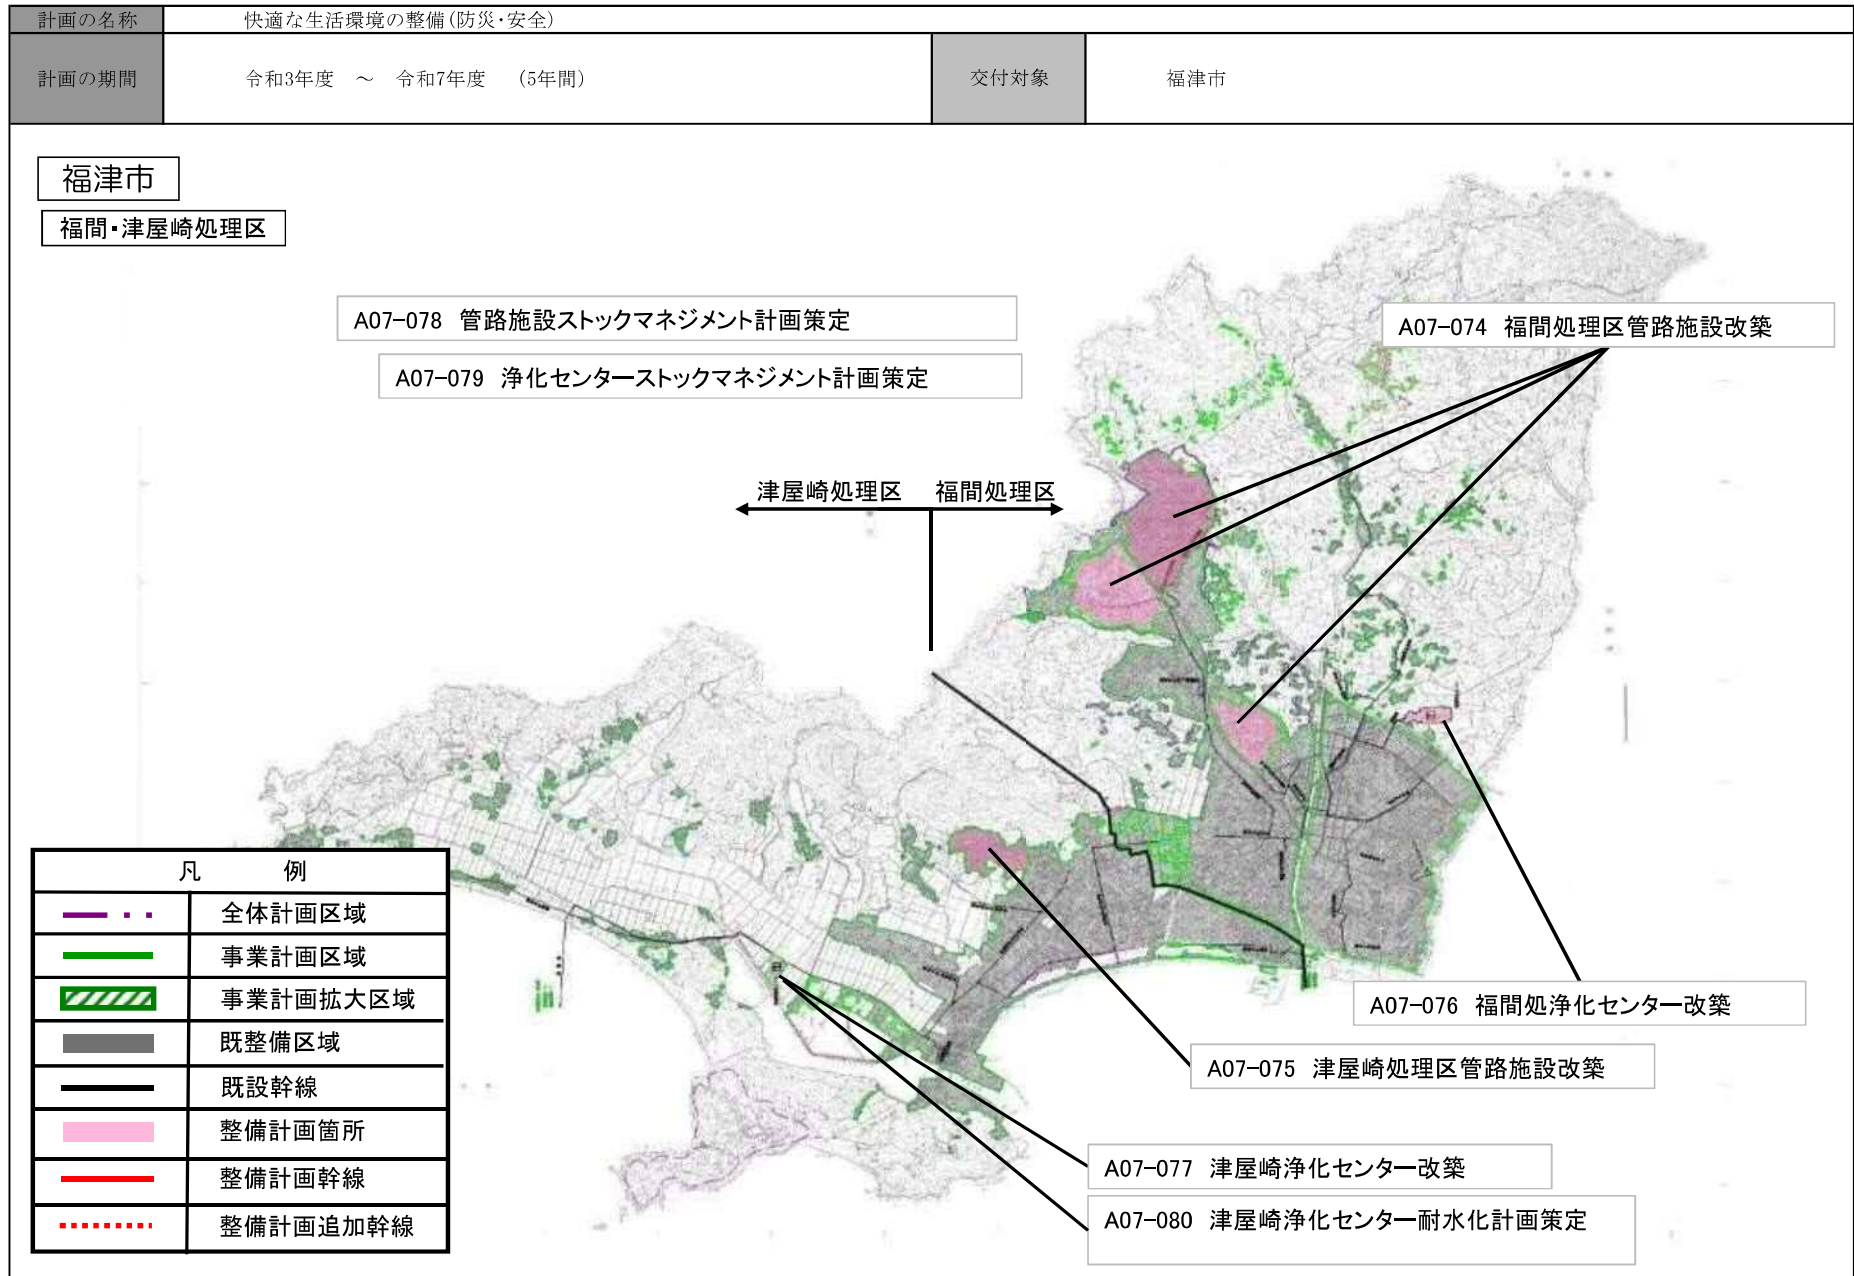 計画の名称 快適な生活環境の整備(防災・安全)
計画の期間 令和3年度 ～ 令和7年度 （5年間） 交付対象 福津市
福津市
福間・津屋崎処理区
A07-078 管路施設ストックマネジメント計画策定
A07-074 福間処理区管路施設改築
A07-079 浄化センターストックマネジメント計画策定
津屋崎処理区 福間処理区
A07-076 福間処浄化センター改築
A07-075 津屋崎処理区管路施設改築
A07-077 津屋崎浄化センター改築
A07-080 津屋崎浄化センター耐水化計画策定
凡 例
全体計画区域
事業計画区域
事業計画拡大区域
既整備区域
既設幹線
整備計画箇所
整備計画幹線
整備計画追加幹線